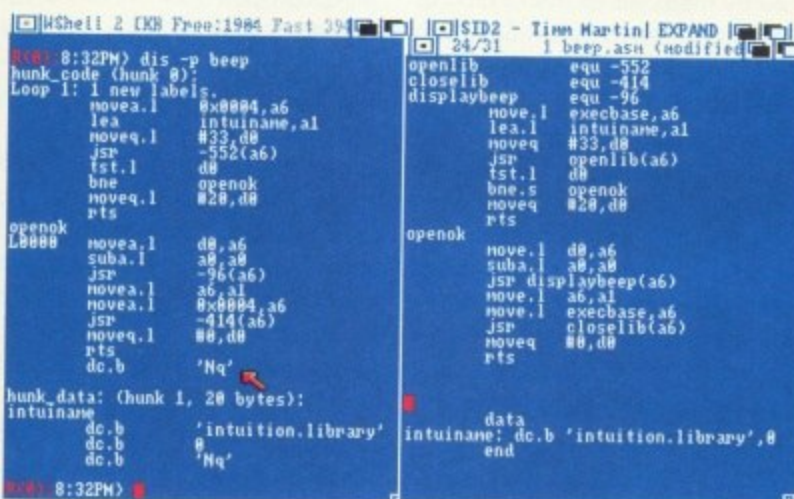 WShell 2 [KB Free:1984 Fast 394
8:32PM) dis -p beep
hunk_code (hunk 0):
Loop 1: 1 new labels.
movea.l 0x0004,a6
lea intuiname,a1
moveq.l #33,d0
jsr -552(a6)
tst.l d0
bne openok
moveq.l #20,d0
rts
openok
L0000 movea.l d0,a6
suba.l a0,a0
jsr -96(a6)
movea.l a6,a1
movea.l 0x0004,a6
jsr -414(a6)
moveq.l #0,d0
rts
dc.b 'Nq'
hunk_data: (hunk 1, 20 bytes):
intuiname
dc.b 'intuition.library'
dc.b 0
dc.b 'Nq'
8:32PM)
SID2 - Timm Martin| EXPAND
24/31 1 beep.asm (modified
openlib equ -552
closelib equ -414
displaybeep equ -96
move.l execbase,a6
lea.l intuiname,a1
moveq #33,d0
jsr openlib(a6)
tst.l d0
bne.s openok
moveq #20,d0
rts
openok
move.l d0,a6
suba.l a0,a0
jsr displaybeep(a6)
move.l a6,a1
move.l execbase,a6
jsr closelib(a6)
moveq #0,d0
rts
data
intuiname: dc.b 'intuition.library',0
end